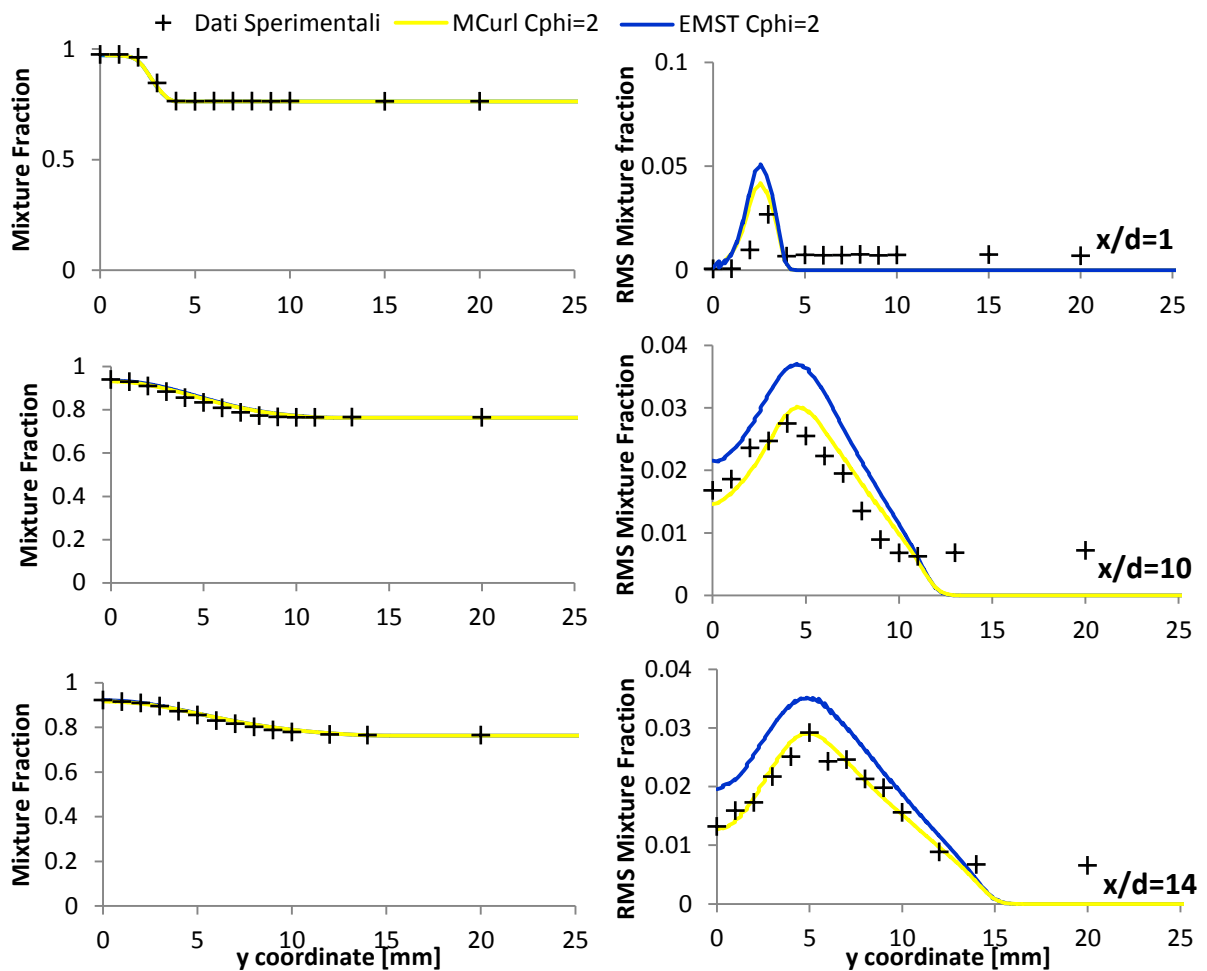 Dati Sperimentali MCurl Cphi=2 EMST Cphi=2
Mixture Fraction
1
0.5
0
0 5 10 15 20 25
RMS Mixture fraction
0.1
0.05
0
0 5 10 15 20 25
x/d=1
Mixture Fraction
1
0.8
0.6
0.4
0.2
0
0 5 10 15 20 25
RMS Mixture Fraction
0.04
0.03
0.02
0.01
0
0 5 10 15 20 25
x/d=10
Mixture Fraction
1
0.8
0.6
0.4
0.2
0
0 5 10 15 20 25
y coordinate [mm]
RMS Mixture Fraction
0.04
0.03
0.02
0.01
0
0 5 10 15 20 25
x/d=14
y coordinate [mm]